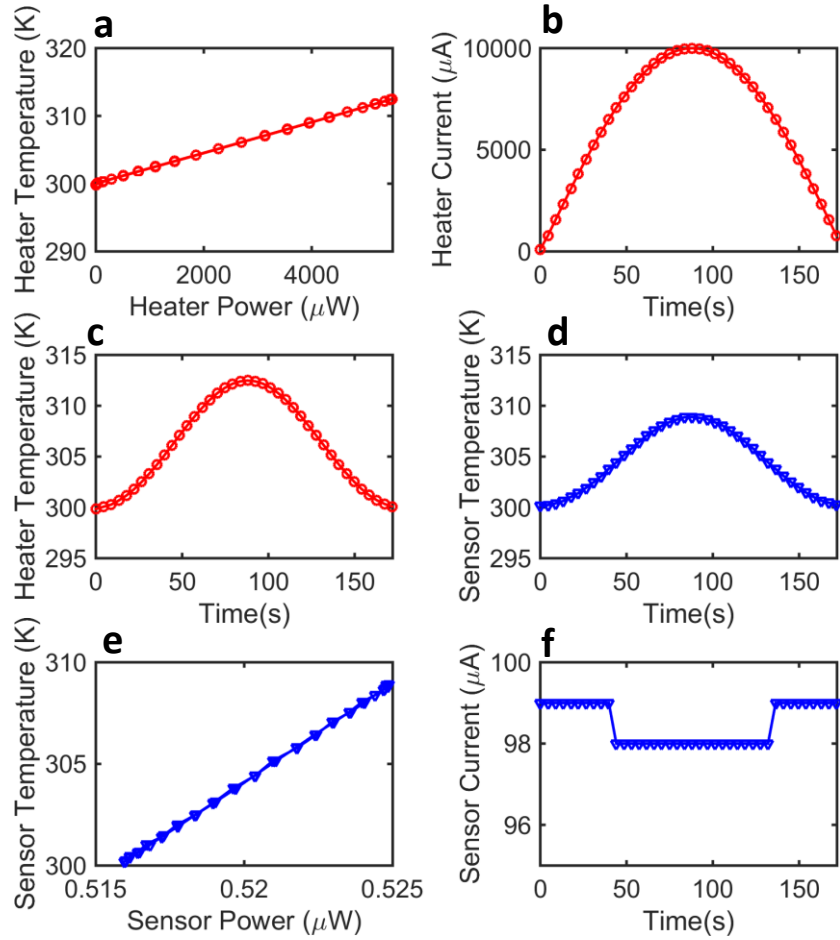 a
Heater Temperature (K)
320
310
300
290
0
2000
4000
Heater Power (μW)
b
Heater Current (μA)
10000
5000
0
0
50
100
150
Time(s)
c
Heater Temperature (K)
315
310
305
300
295
0
50
100
150
Time(s)
d
Sensor Temperature (K)
315
310
305
300
295
0
50
100
150
Time(s)
e
Sensor Temperature (K)
310
305
300
0.515
0.52
0.525
Sensor Power (μW)
f
Sensor Current (μA)
100
98
96
0
50
100
150
Time(s)